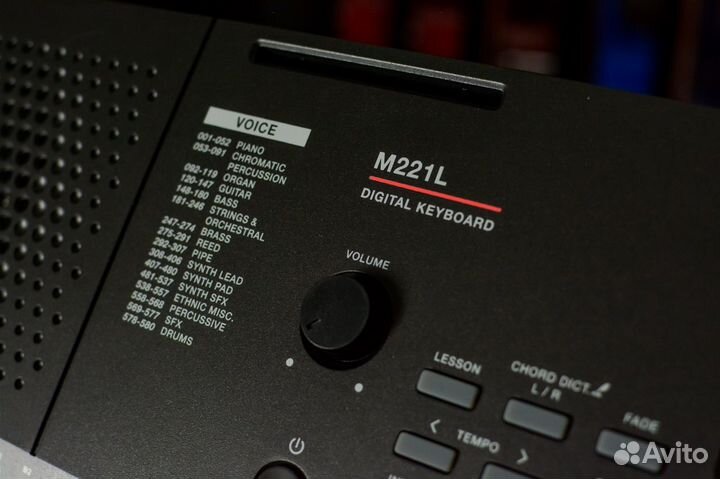 VOICE
001-052 PIANO
053-091 CHROMATIC
PERCUSSION
092-119 ORGAN
120-147 GUITAR
148-180 BASS
181-246 STRINGS &
ORCHESTRAL
247-274 BRASS
275-291 REED
292-307 PIPE
308-406 SYNTH LEAD
407-480 SYNTH PAD
481-537 SYNTH SFX
538-557 ETHNIC MISC.
558-568 PERCUSSIVE
569-577 SFX
578-580 DRUMS
M221L
DIGITAL KEYBOARD
VOLUME
LESSON
CHORD DICT.
L / R
FADE
< TEMPO >
Avito